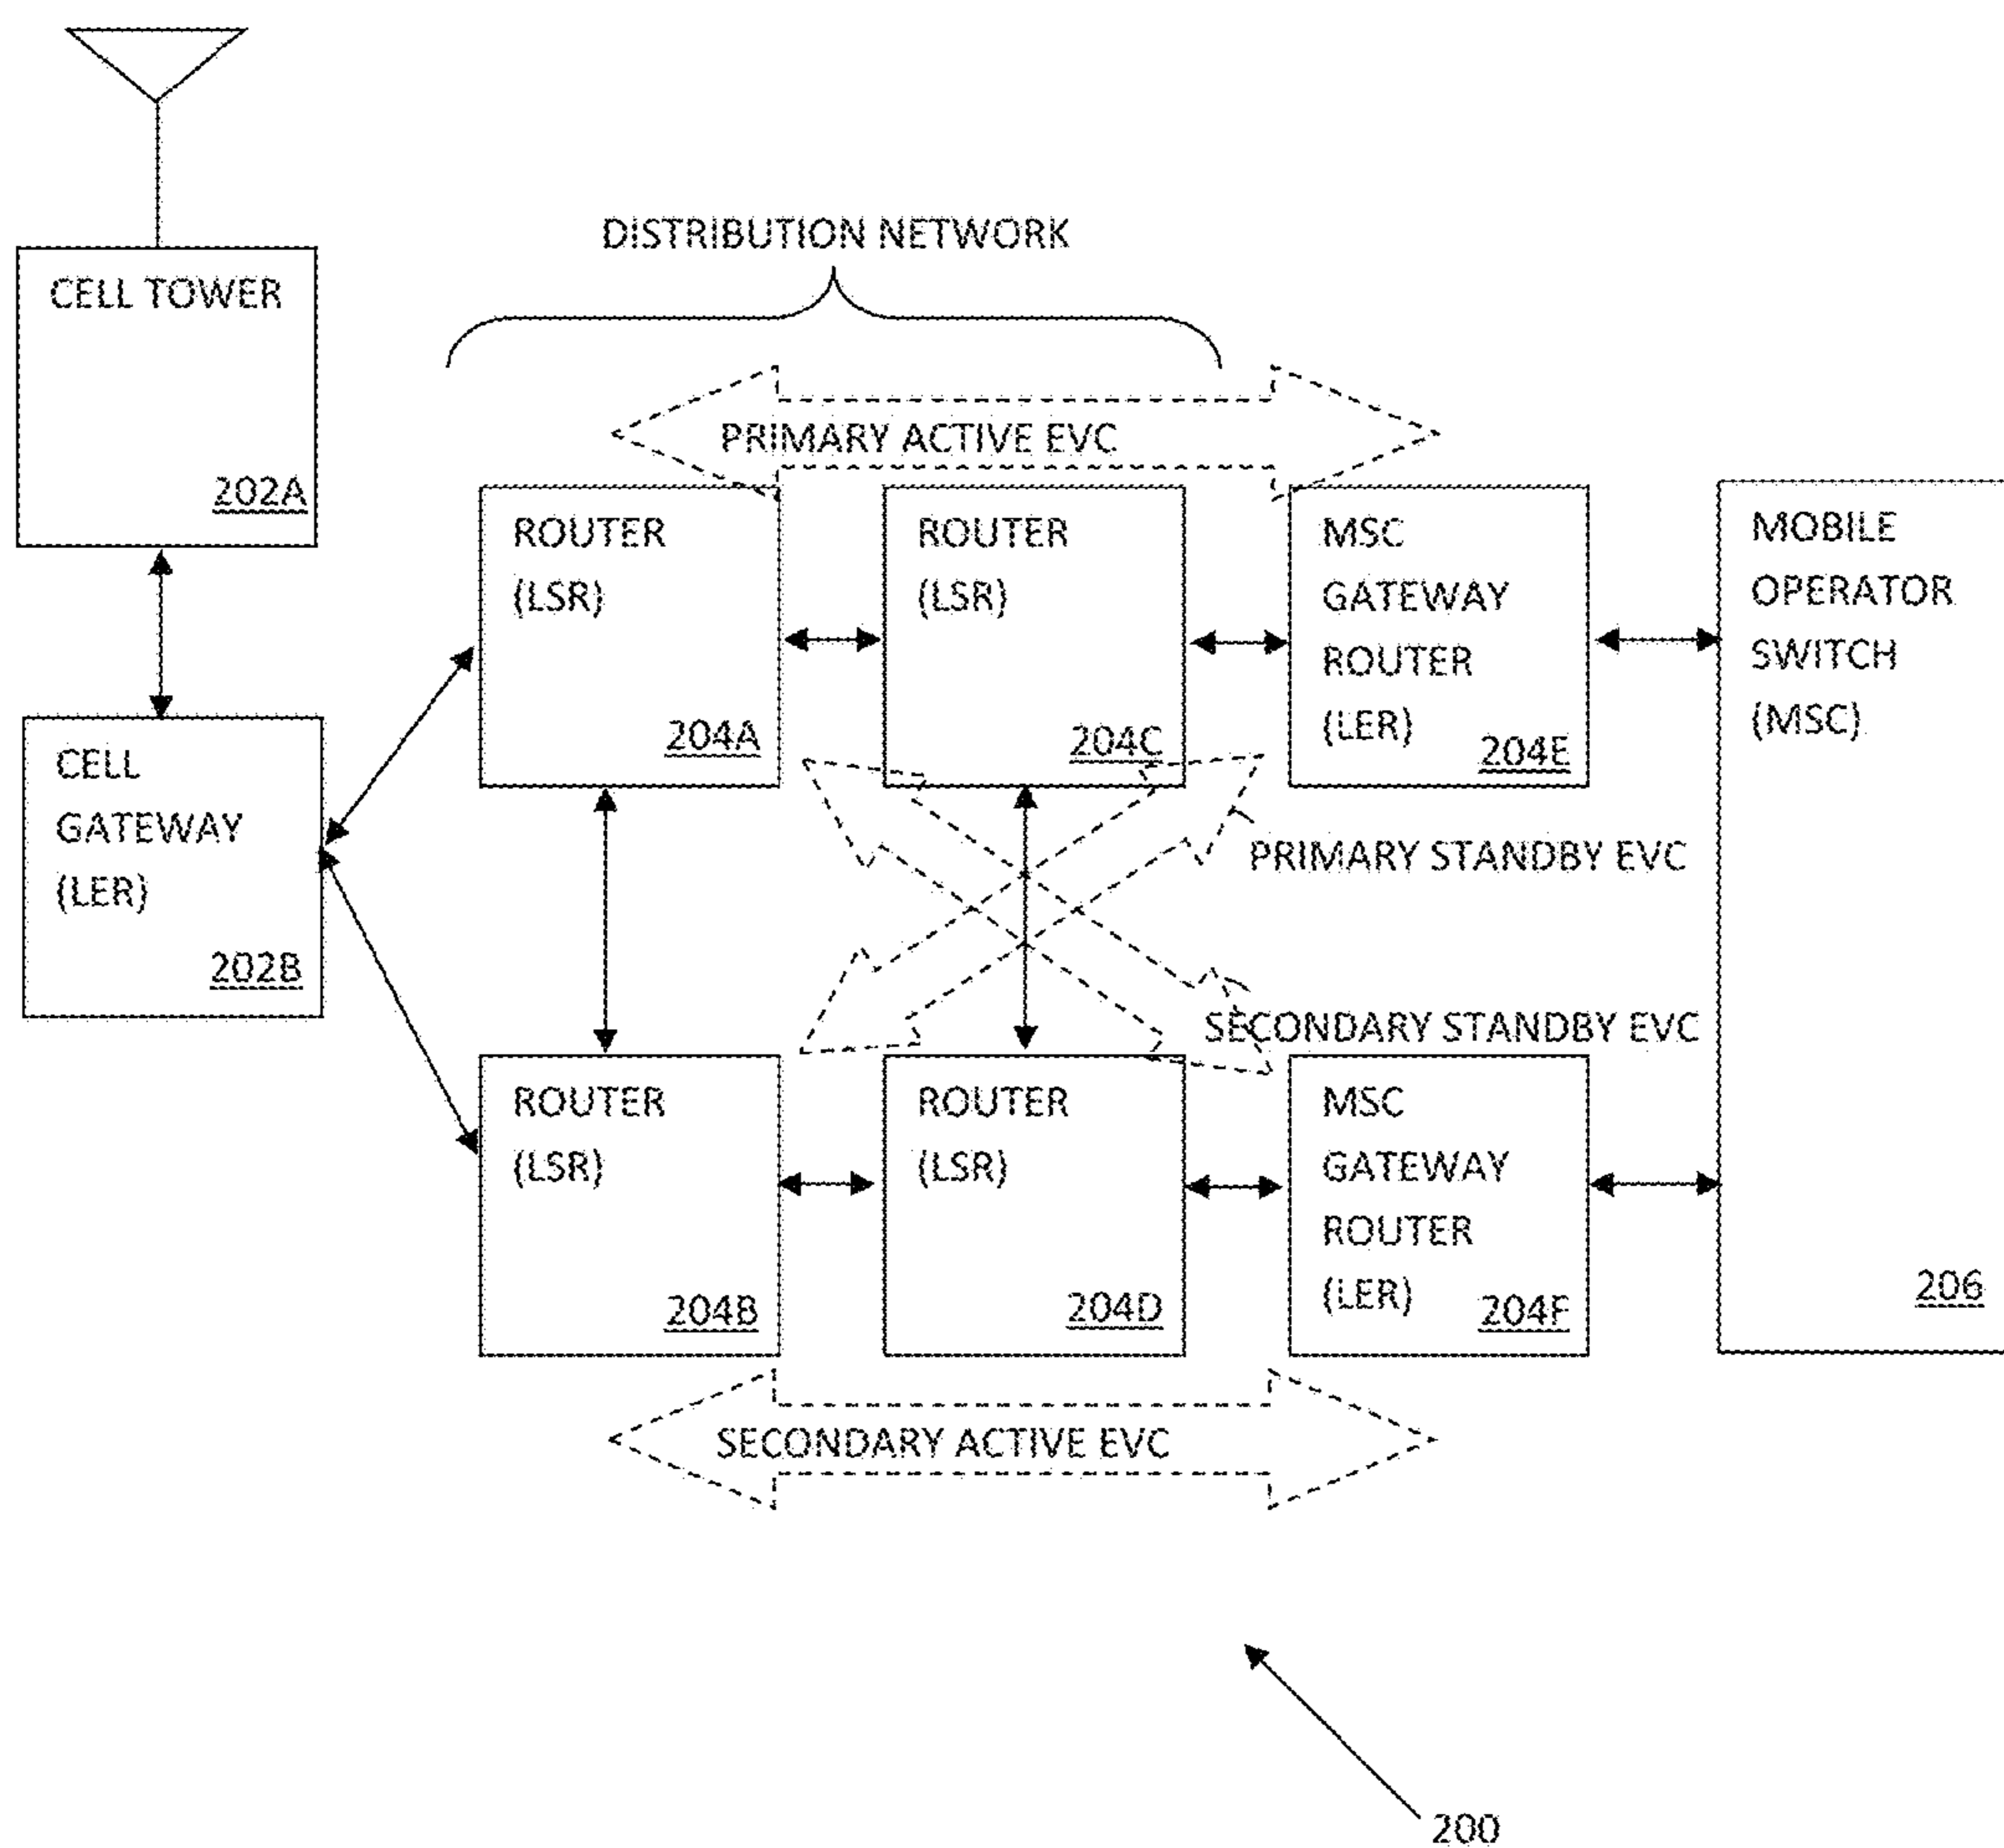 DISTRIBUTION NETWORK
CELL TOWER
202A
PRIMARY ACTIVE EVC
ROUTER
(LSR)
204A
ROUTER
(LSR)
204C
MSC
GATEWAY
ROUTER
(LER)
204E
MOBILE
OPERATOR
SWITCH
(MSC)
206
CELL
GATEWAY
(LER)
202B
PRIMARY STANDBY EVC
SECONDARY STANDBY EVC
ROUTER
(LSR)
204B
ROUTER
(LSR)
204D
MSC
GATEWAY
ROUTER
(LER)
204F
SECONDARY ACTIVE EVC
200